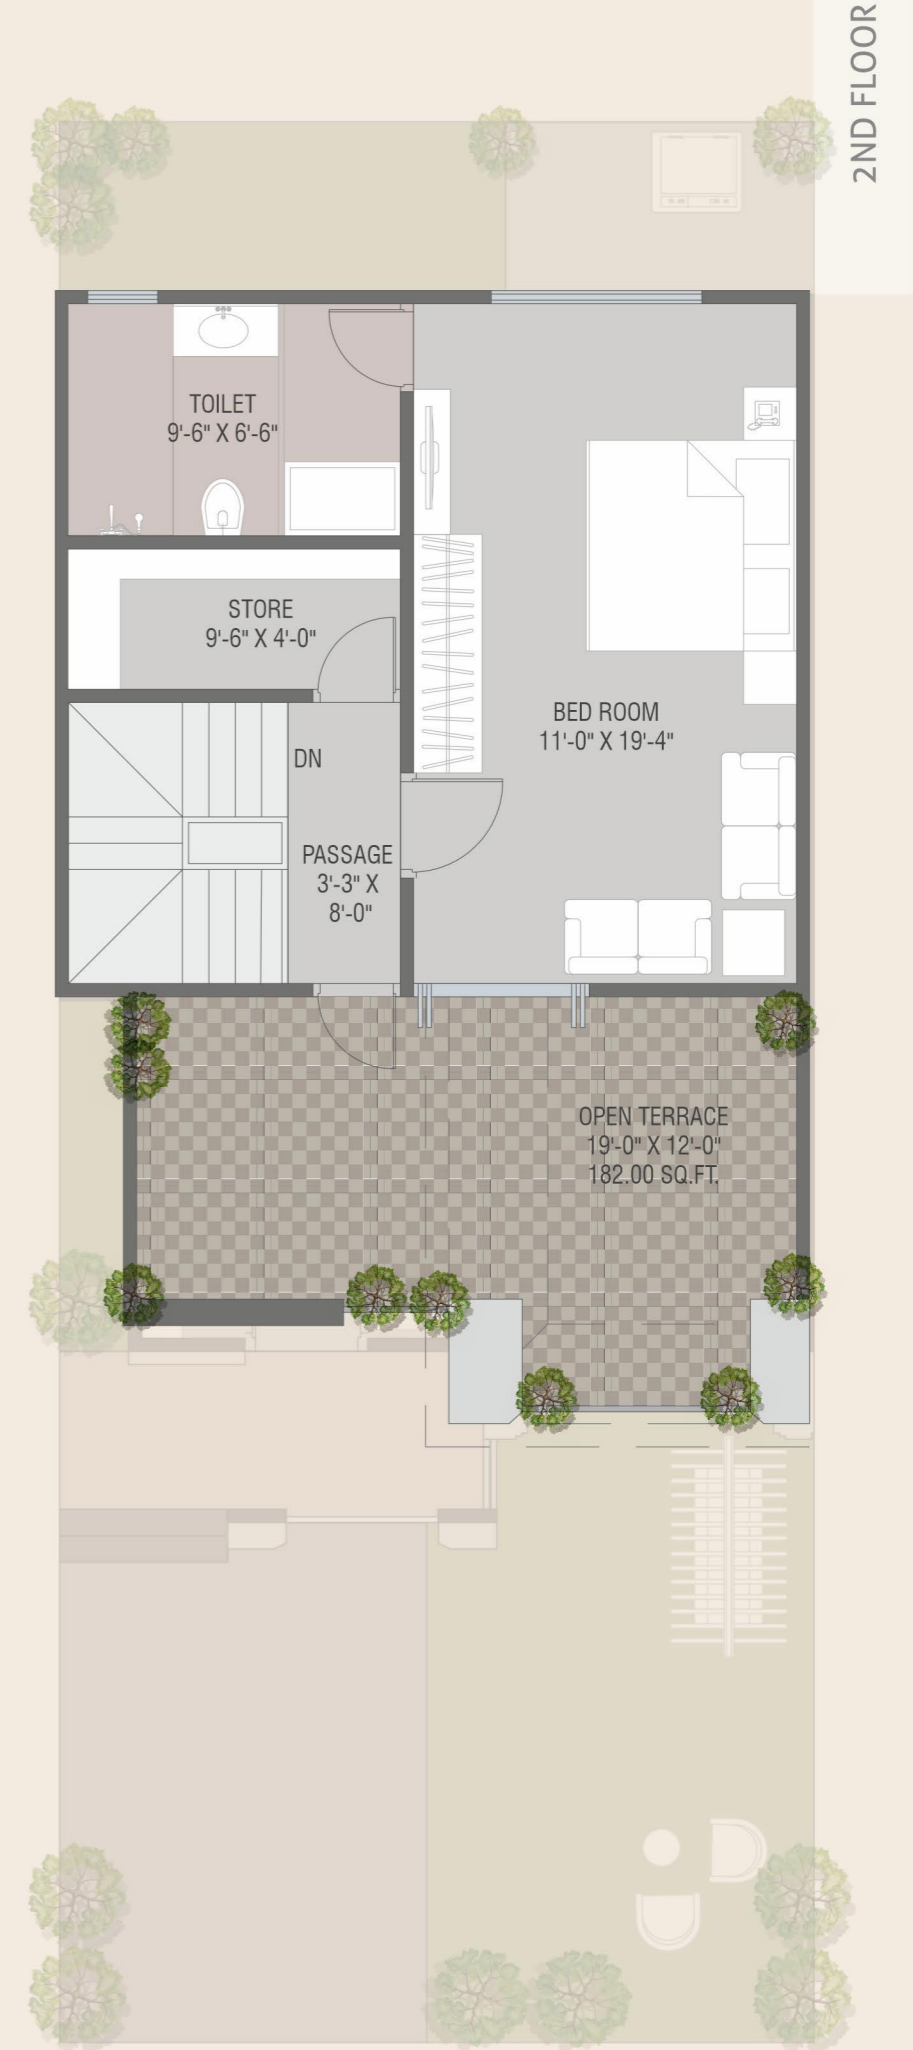 2ND FLOOR
TOILET
9'-6" X 6'-6"
STORE
9'-6" X 4'-0"
BED ROOM
11'-0" X 19'-4"
DN
PASSAGE
3'-3" X
8'-0"
OPEN TERRACE
19'-0" X 12'-0"
182.00 SQ.FT.